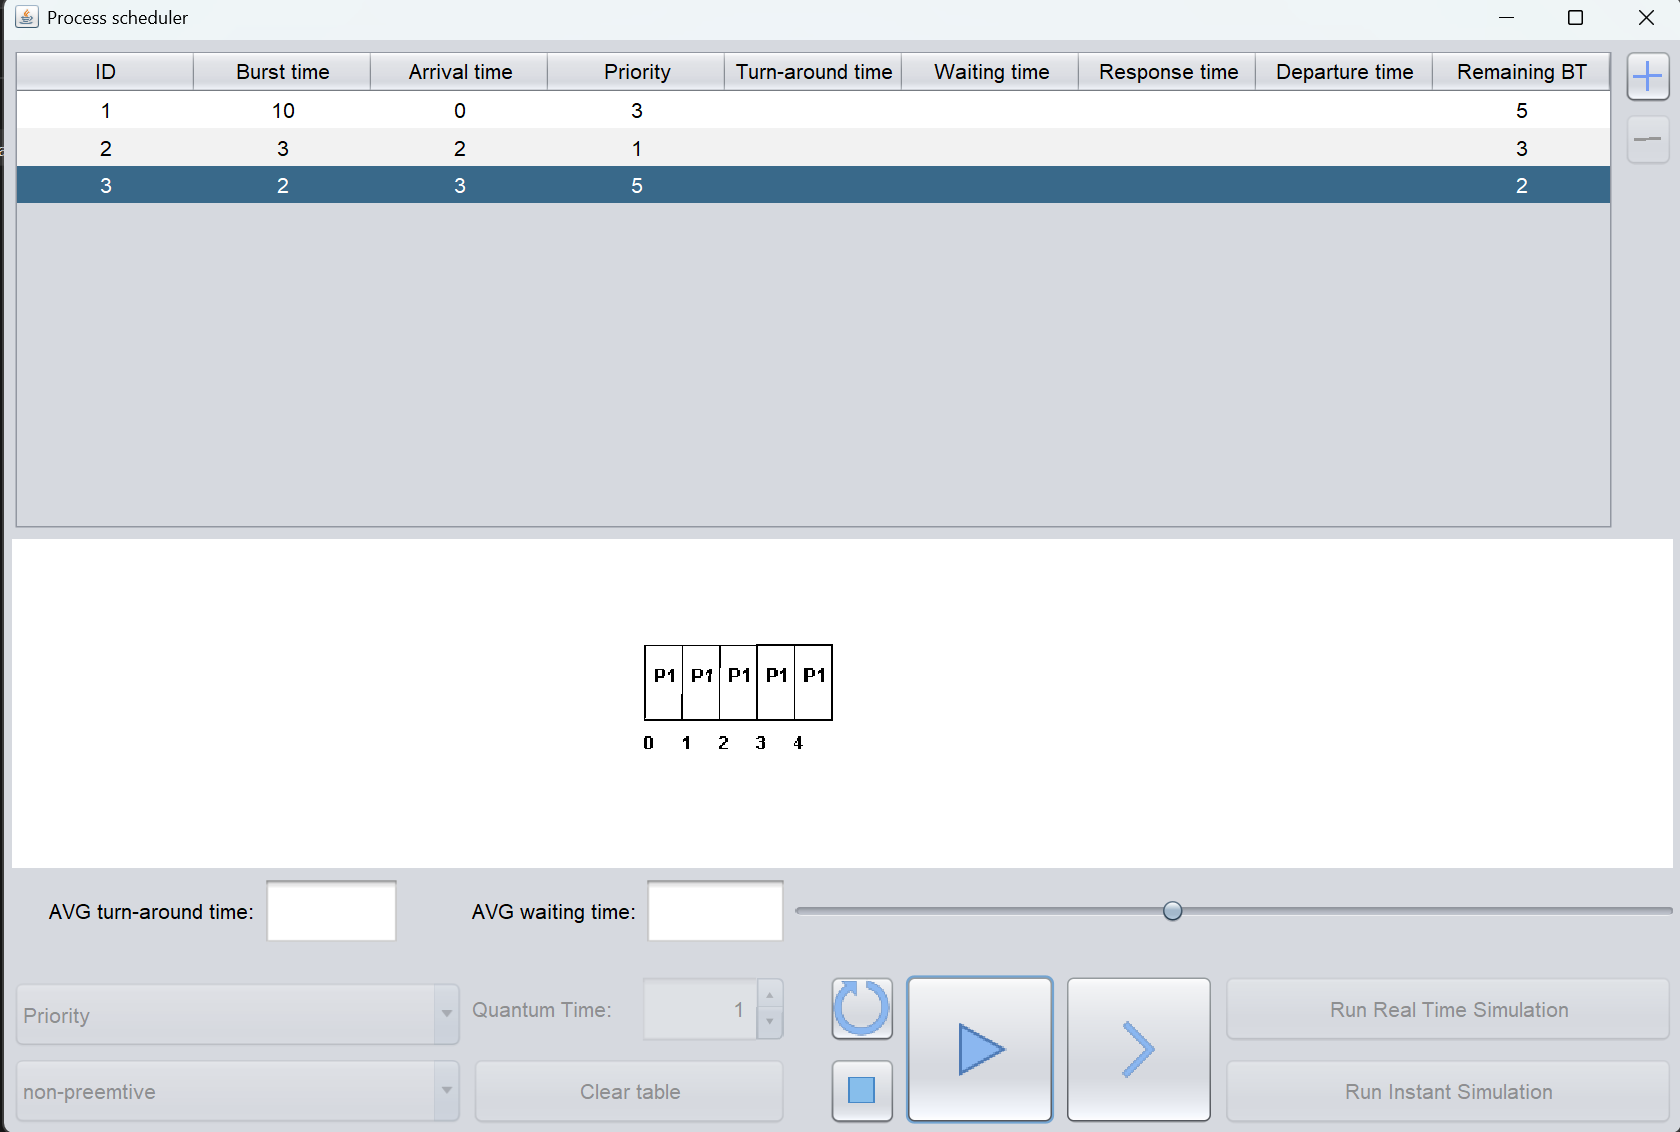 Process scheduler
ID Burst time Arrival time Priority Turn-around time Waiting time Response time Departure time Remaining BT
1 10 0 3 5
2 3 2 1 3
3 2 3 5 2
P1 P1 P1 P1 P1
0 1 2 3 4
AVG turn-around time: AVG waiting time:
Priority Quantum Time: 1 Run Real Time Simulation
non-preemtive Clear table Run Instant Simulation